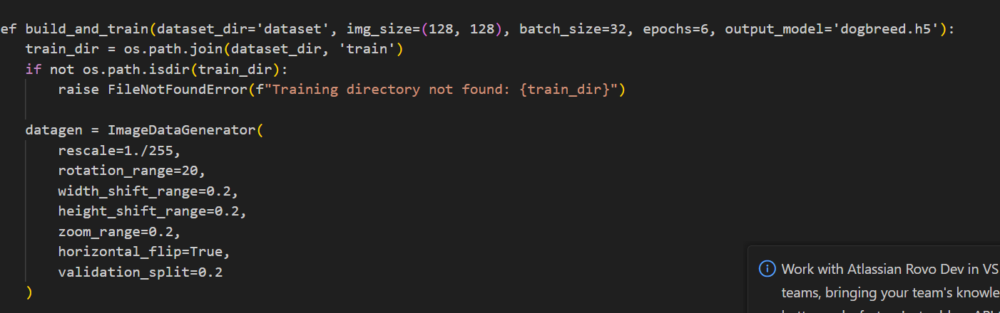 ef build_and_train(dataset_dir='dataset', img_size=(128, 128), batch_size=32, epochs=6, output_model='dogbreed.h5'):
    train_dir = os.path.join(dataset_dir, 'train')
    if not os.path.isdir(train_dir):
        raise FileNotFoundError(f"Training directory not found: {train_dir}")
    datagen = ImageDataGenerator(
        rescale=1./255,
        rotation_range=20,
        width_shift_range=0.2,
        height_shift_range=0.2,
        zoom_range=0.2,
        horizontal_flip=True,
        validation_split=0.2
    )
Work with Atlassian Rovo Dev in VS
teams, bringing your team's knowle